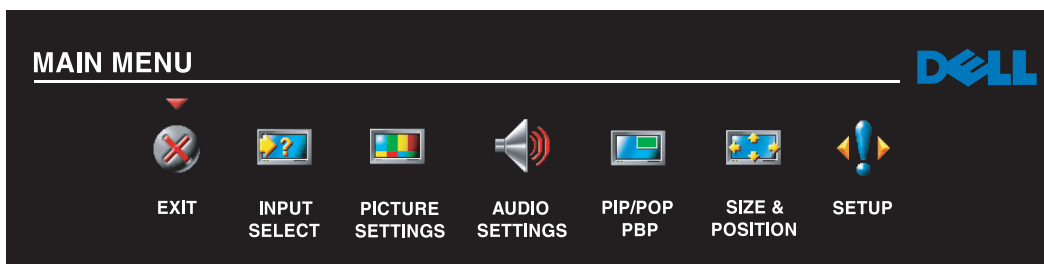 MAIN MENU
DELL
?
EXIT
INPUT
SELECT
PICTURE
SETTINGS
AUDIO
SETTINGS
PIP/POP
PBP
SIZE &
POSITION
SETUP